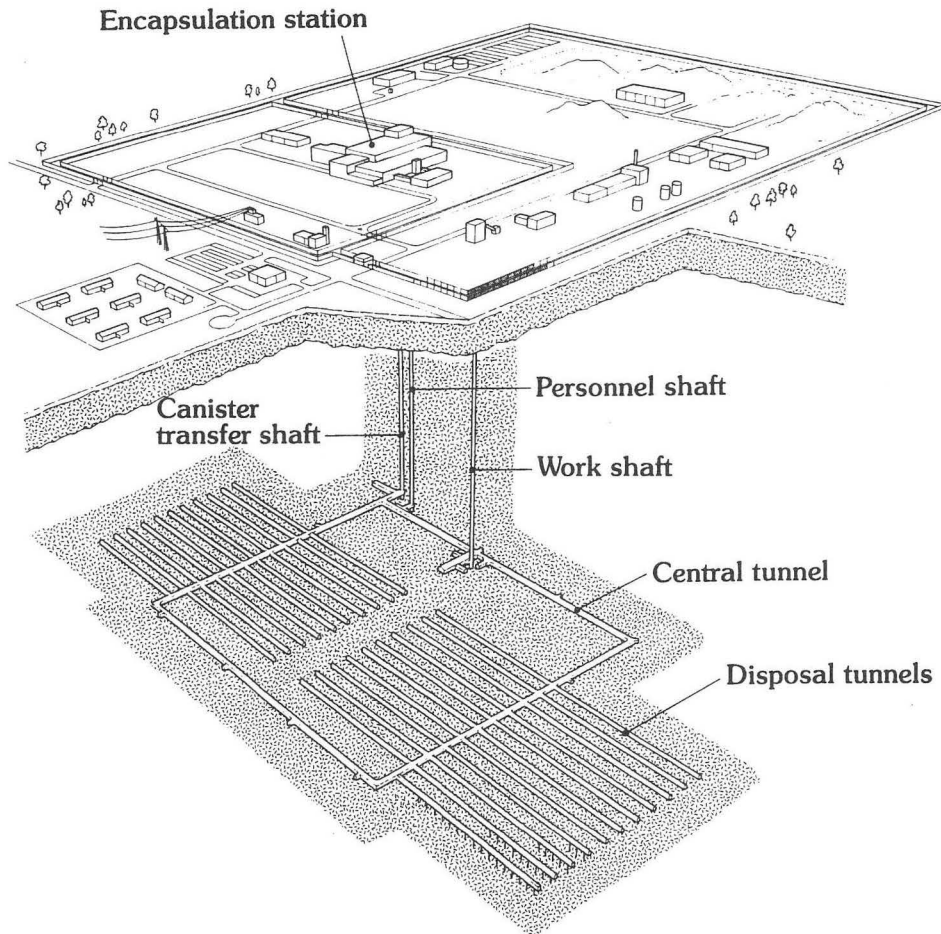 Encapsulation station
Personnel shaft
Canister
transfer shaft
Work shaft
Central tunnel
Disposal tunnels